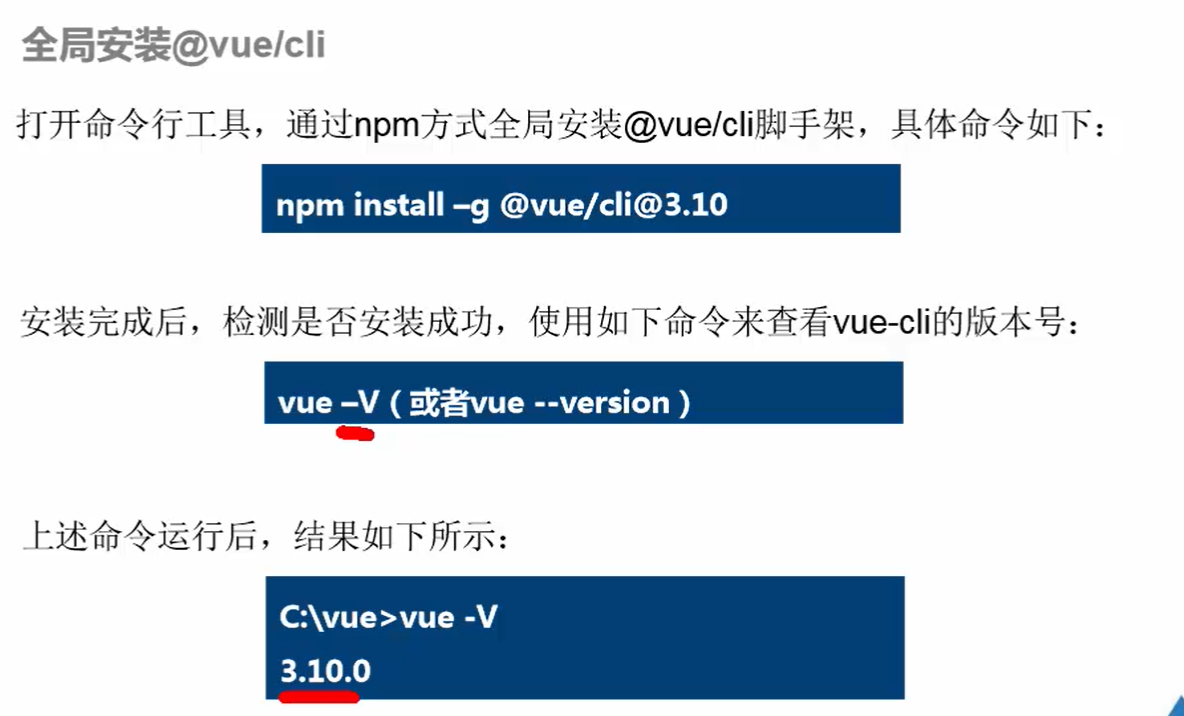 全局安装@vue/cli
打开命令行工具，通过npm方式全局安装@vue/cli脚手架，具体命令如下：
npm install –g @vue/cli@3.10
安装完成后，检测是否安装成功，使用如下命令来查看vue-cli的版本号：
vue –V（或者vue --version）
上述命令运行后，结果如下所示：
C:\vue>vue -V
3.10.0